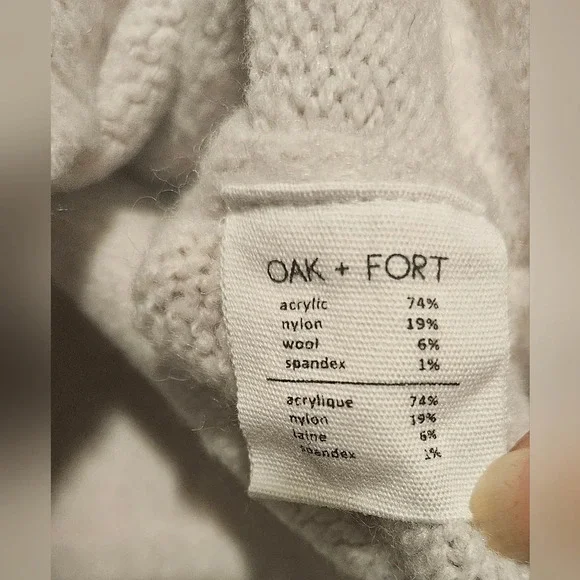 OAK + FORT
acrylic 74%
nylon 19%
wool 6%
spandex 1%
acrylique 74%
nylon 19%
laine 6%
spandex 1%